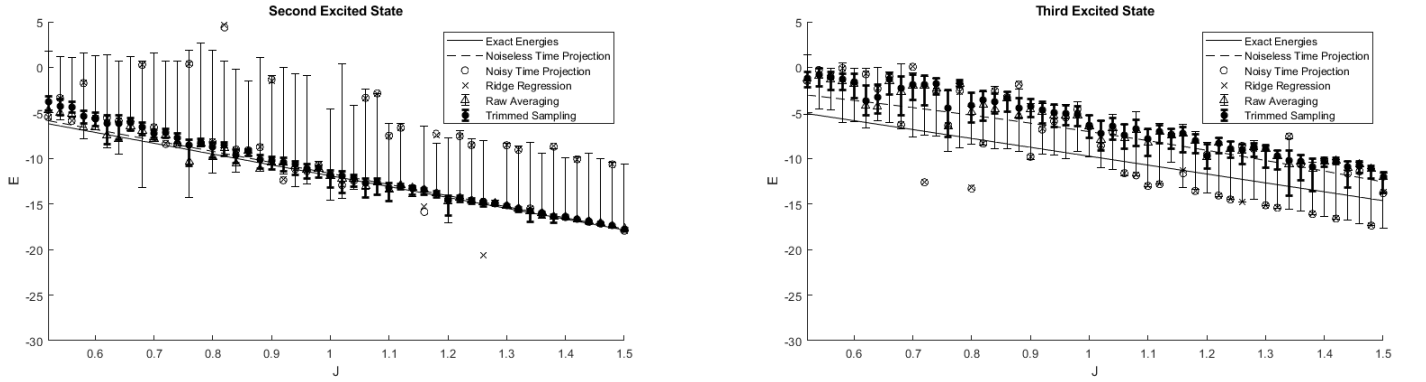 Second Excited State
5
0
-5
-10
-15
-20
-25
-30
E
0.6 0.7 0.8 0.9 1 1.1 1.2 1.3 1.4 1.5
J
Exact Energies
Noiseless Time Projection
Noisy Time Projection
Ridge Regression
Raw Averaging
Trimmed Sampling
Third Excited State
5
0
-5
-10
-15
-20
-25
-30
E
0.6 0.7 0.8 0.9 1 1.1 1.2 1.3 1.4 1.5
J
Exact Energies
Noiseless Time Projection
Noisy Time Projection
Ridge Regression
Raw Averaging
Trimmed Sampling